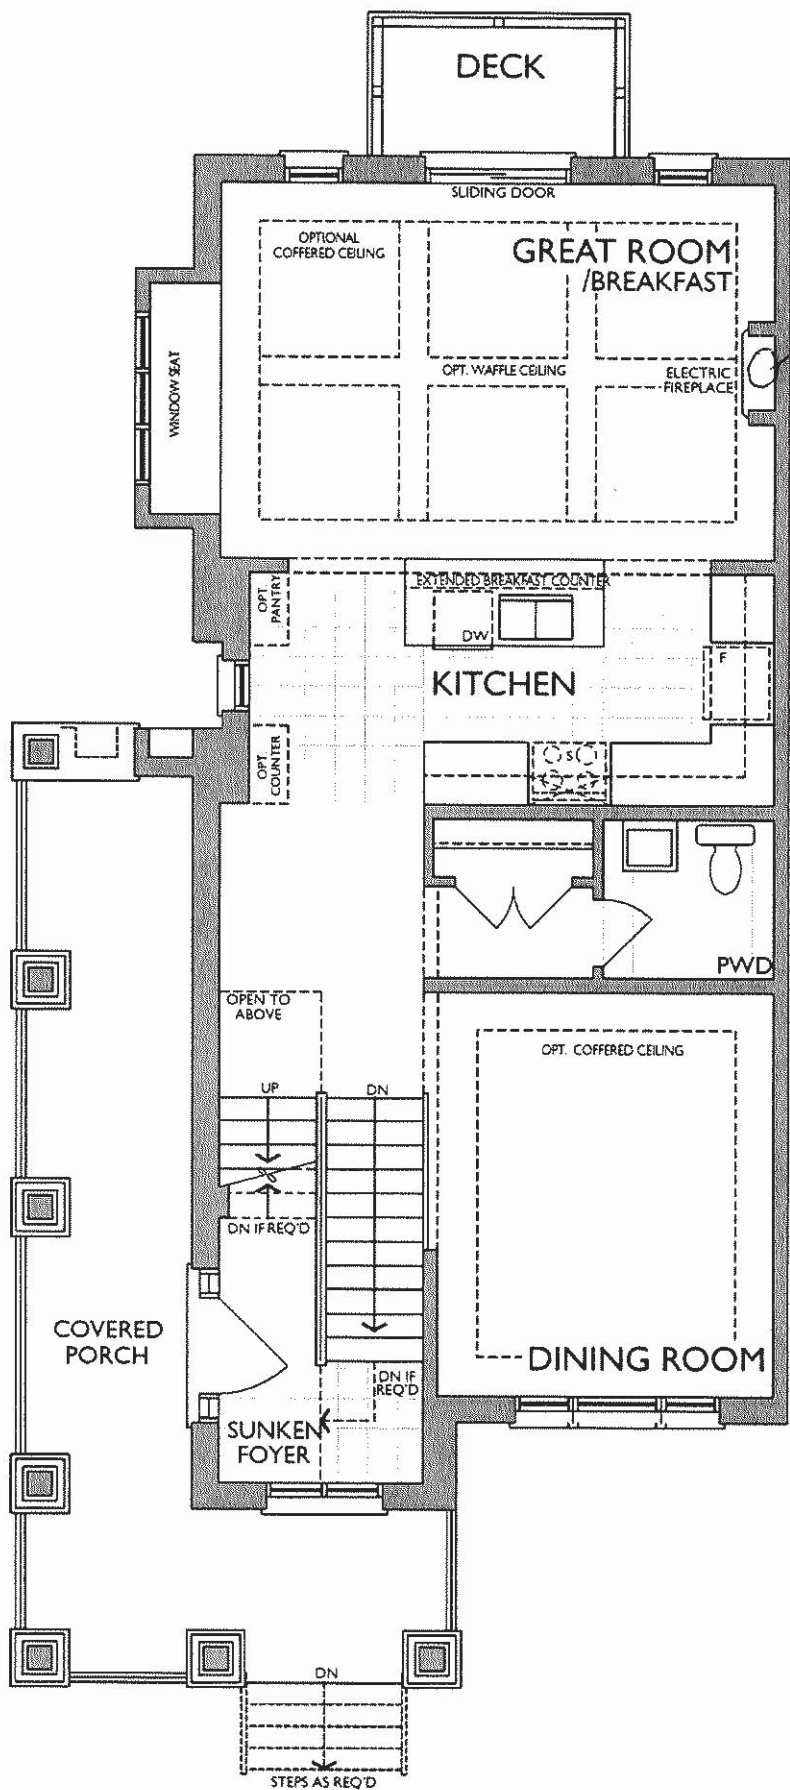 DECK
SLIDING DOOR
OPTIONAL
COFFERED CEILING
GREAT ROOM
/BREAKFAST
WINDOW SEAT
OPT. WAFFLE CEILING
ELECTRIC
FIREPLACE
EXTENDED BREAKFAST COUNTER
OPT
PANTRY
DW
F
KITCHEN
OPT
COUNTER
S
PWD
OPEN TO
ABOVE
OPT. COFFERED CEILING
UP
DN
DN IF REQ'D
COVERED
PORCH
DINING ROOM
DN IF
REQ'D
SUNKEN
FOYER
DN
STEPS AS REQ'D